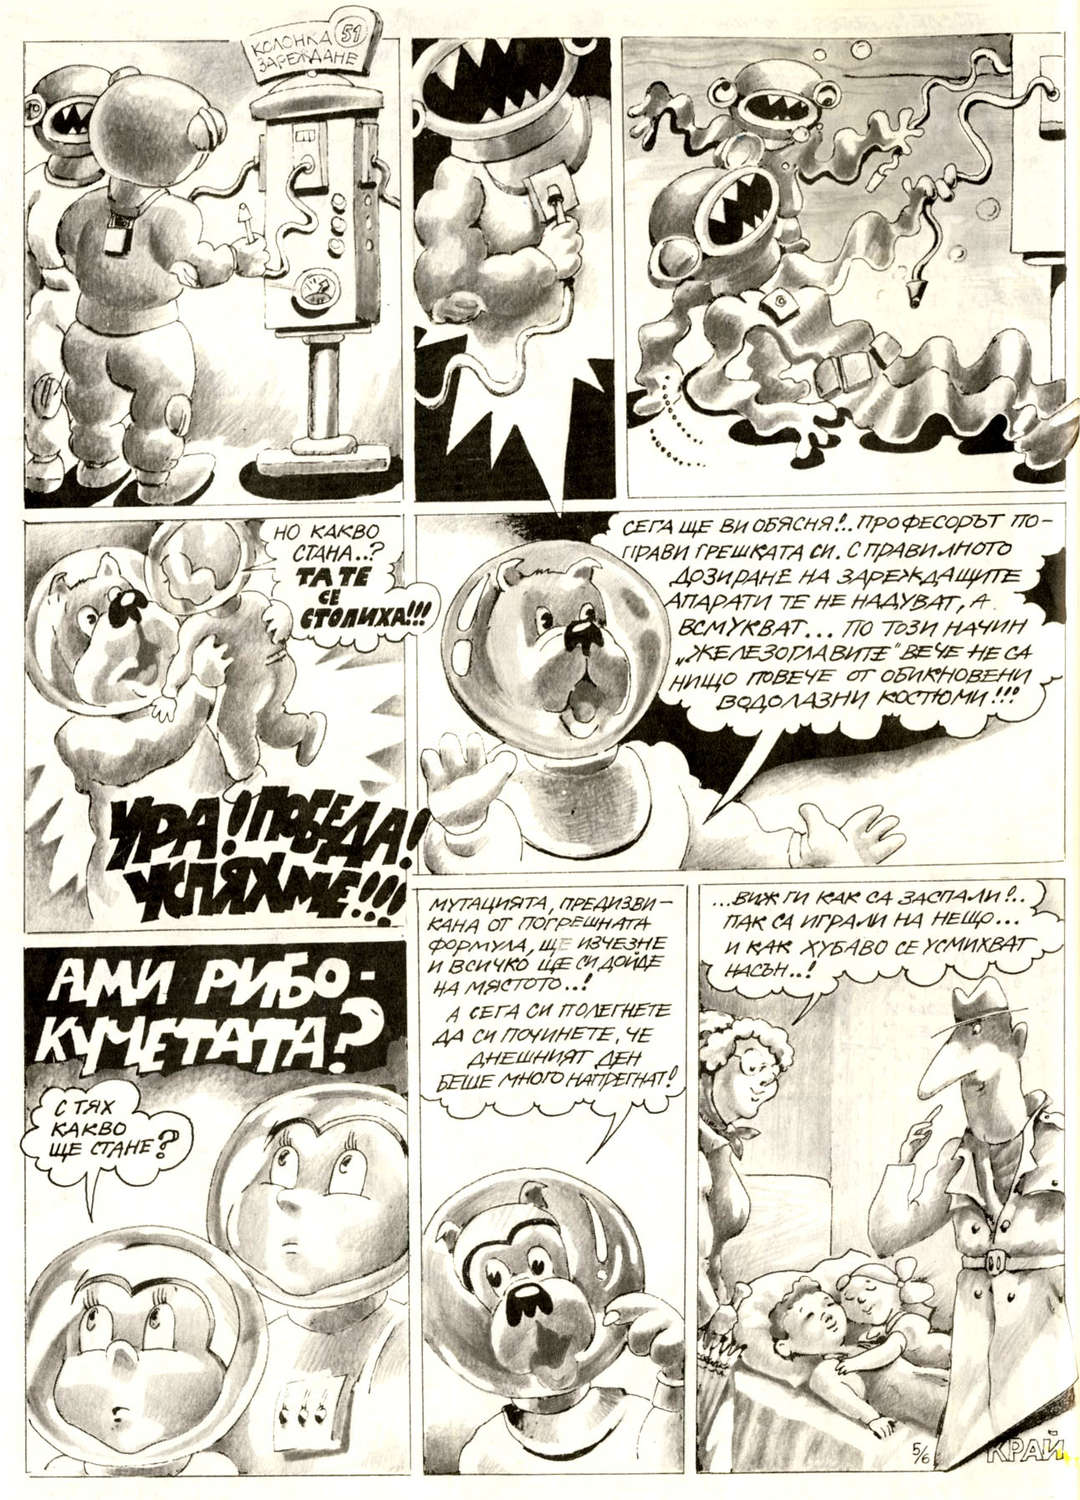 КОЛОНКА 51
ЗАРЕЖДАНЕ
НО КАКВО
СТАНА..?
ТА ТЕ
СЕ
СТОПИХА!!!
УРА! ПОБЕДА!
УСПЯХМЕ!!!
СЕГА ЩЕ ВИ ОБЯСНЯ!.. ПРОФЕСОРЪТ ПО-
ПРАВИ ГРЕШКАТА СИ. С ПРАВИЛНОТО
ДОЗИРАНЕ НА ЗАРЕЖДАЩИТЕ
АПАРАТИ ТЕ НЕ НАДУВАТ, А
ВСМУКВАТ... ПО ТОЗИ НАЧИН
„ЖЕЛЕЗОГЛАВИТЕ" ВЕЧЕ НЕ СА
НИЩО ПОВЕЧЕ ОТ ОБИКНОВЕНИ
ВОДОЛАЗНИ КОСТЮМИ!!!
АМИ РИБО-
КУЧЕТАТА?
С ТЯХ
КАКВО
ЩЕ СТАНЕ?
МУТАЦИЯТА, ПРЕДИЗВИ-
КАНА ОТ ПОГРЕШНАТА
ФОРМУЛА, ЩЕ ИЗЧЕЗНЕ
И ВСИЧКО ЩЕ СИ ДОЙДЕ
НА МЯСТОТО..!
А СЕГА СИ ПОЛЕГНЕТЕ
ДА СИ ПОЧИНЕТЕ, ЧЕ
ДНЕШНИЯТ ДЕН
БЕШЕ МНОГО НАПРЕГНАТ!
...ВИЖ ГИ КАК СА ЗАСПАЛИ!..
ПАК СА ИГРАЛИ НА НЕЩО...
И КАК ХУБАВО СЕ УСМИХВАТ
НАСЪН..!
5/6
КРАЙ